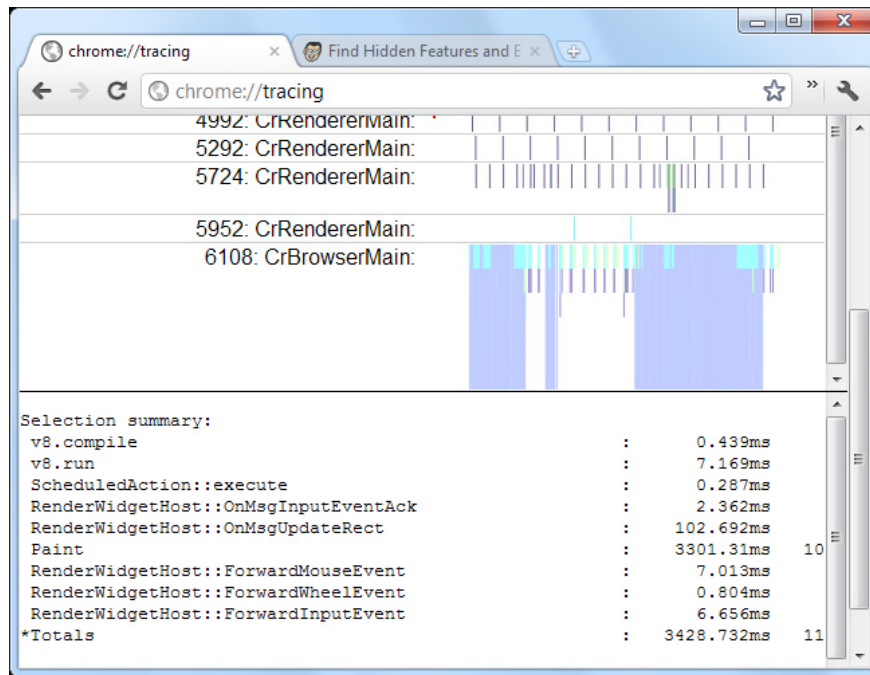 chrome://tracing
Find Hidden Features and E
chrome://tracing
4992: CrRendererMain:
5292: CrRendererMain:
5724: CrRendererMain:
5952: CrRendererMain:
6108: CrBrowserMain:
Selection summary:
v8.compile : 0.439ms
v8.run : 7.169ms
ScheduledAction::execute : 0.287ms
RenderWidgetHost::OnMsgInputEventAck : 2.362ms
RenderWidgetHost::OnMsgUpdateRect : 102.692ms
Paint : 3301.31ms 10
RenderWidgetHost::ForwardMouseEvent : 7.013ms
RenderWidgetHost::ForwardWheelEvent : 0.804ms
RenderWidgetHost::ForwardInputEvent : 6.656ms
*Totals : 3428.732ms 11